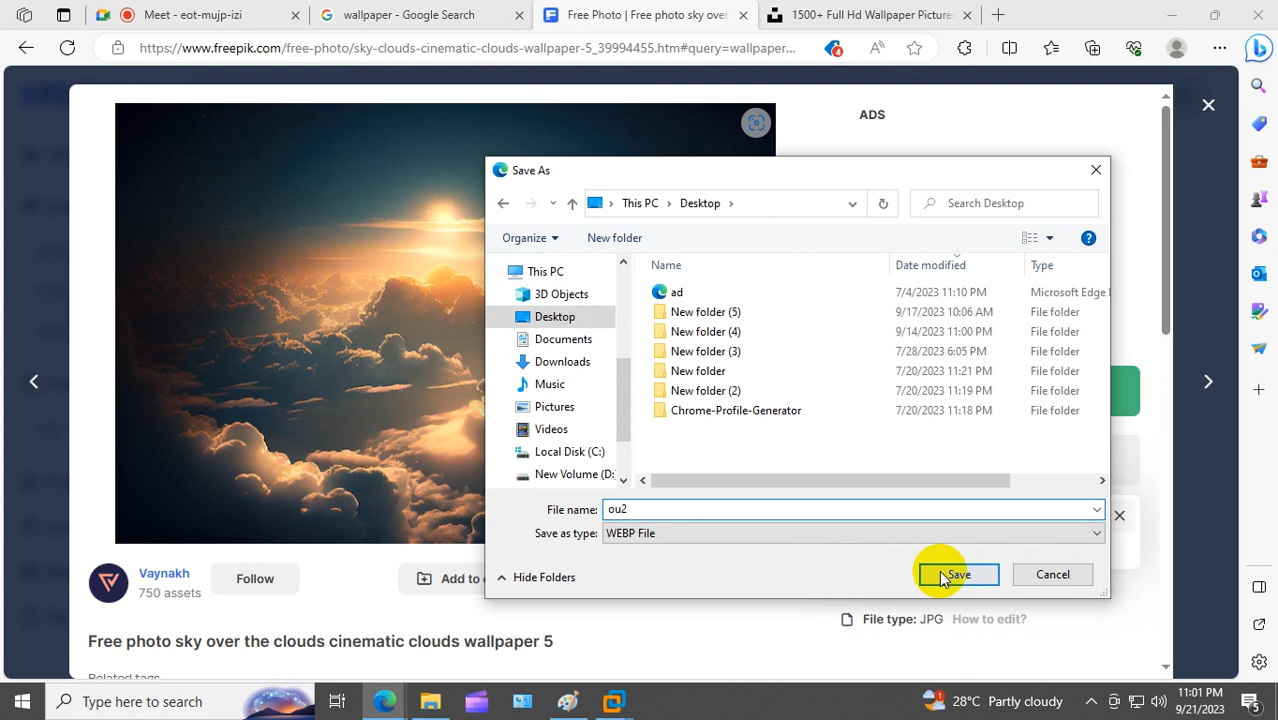 Meet - eot-mujp-izi
wallpaper - Google Search
Free Photo | Free photo sky over
1500+ Full Hd Wallpaper Pictures
https://www.freepik.com/free-photo/sky-clouds-cinematic-clouds-wallpaper-5_39994455.htm#query=wallpaper...
4
ADS
Save As
This PC
Desktop
Search Desktop
Organize
New folder
This PC
3D Objects
Desktop
Documents
Downloads
Music
Pictures
Videos
Local Disk (C:)
New Volume (D:
Name
Date modified
Type
ad
7/4/2023 11:10 PM
Microsoft Edge
New folder (5)
9/17/2023 10:06 AM
File folder
New folder (4)
9/14/2023 11:00 PM
File folder
New folder (3)
7/28/2023 6:05 PM
File folder
New folder
7/20/2023 11:21 PM
File folder
New folder (2)
7/20/2023 11:19 PM
File folder
Chrome-Profile-Generator
7/20/2023 11:18 PM
File folder
File name:
ou2
Save as type:
WEBP File
Hide Folders
Save
Cancel
Vaynakh
750 assets
Follow
Add to
File type: JPG How to edit?
Free photo sky over the clouds cinematic clouds wallpaper 5
Related tags
Type here to search
1
28°C Partly cloudy
11:01 PM
9/21/2023
5